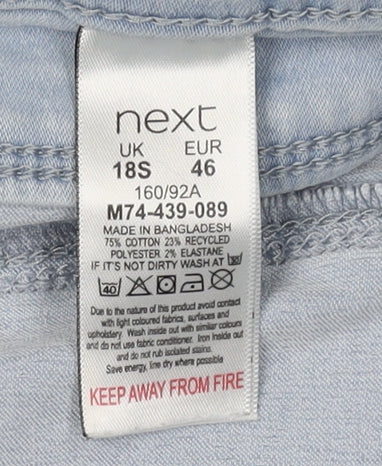 next
UK EUR
18S 46
160/92A
M74-439-089
MADE IN BANGLADESH
75% COTTON 23% RECYCLED
POLYESTER 2% ELASTANE
IF IT'S NOT DIRTY WASH AT 30
40
Due to the nature of this product avoid contact
with light coloured fabrics, surfaces and
upholstery. Wash inside out with similar colours
and do not use fabric conditioner. Iron inside out
and do not rub isolated stains.
Save energy, line dry where possible
KEEP AWAY FROM FIRE